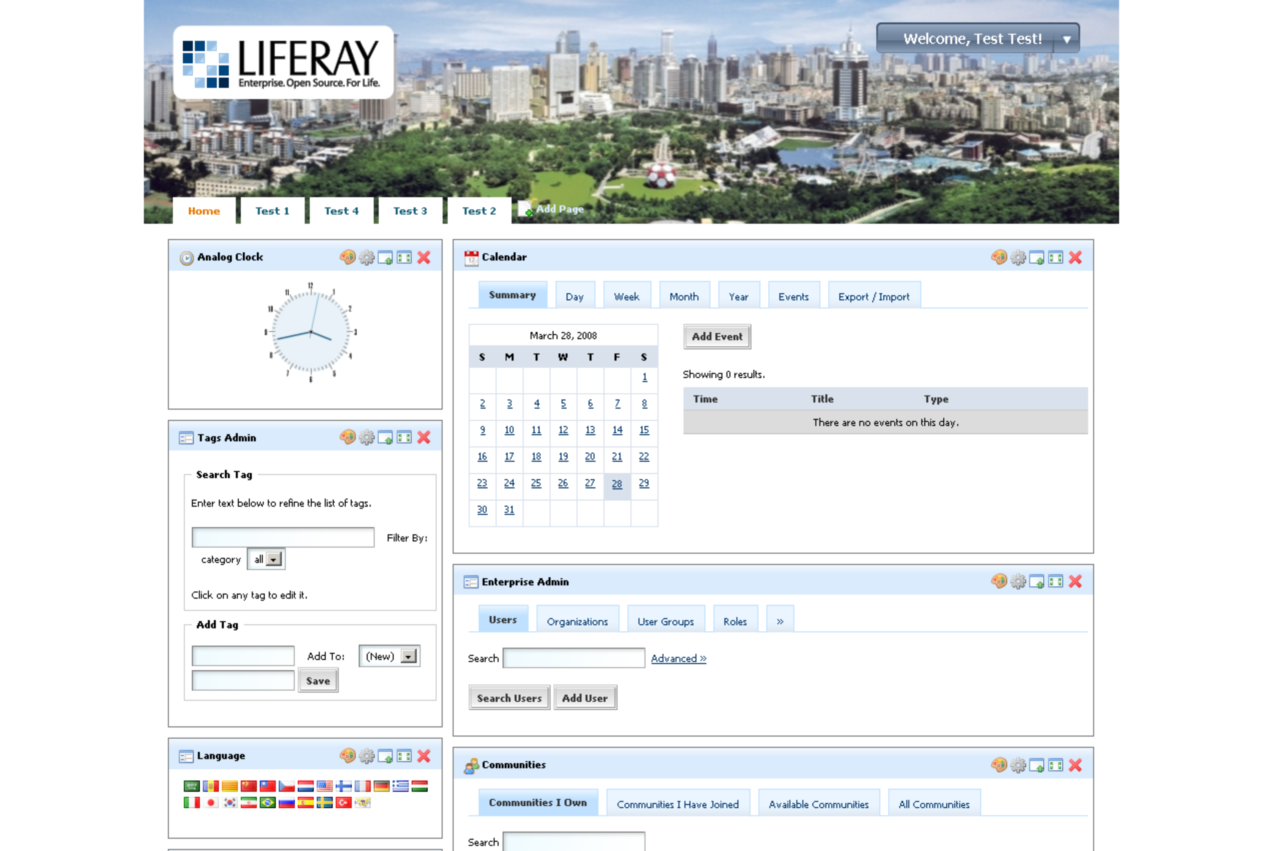 LIFERAY
Enterprise. Open Source. For Life.
Welcome, Test Test!
Home
Test 1
Test 4
Test 3
Test 2
Add Page
Analog Clock
12
1
2
3
4
5
6
7
8
9
10
11
Tags Admin
Search Tag
Enter text below to refine the list of tags.
Filter By:
category all
Click on any tag to edit it.
Add Tag
Add To: (New)
Save
Language
Calendar
Summary Day Week Month Year Events Export / Import
March 28, 2008
S M T W T F S
1
2 3 4 5 6 7 8
9 10 11 12 13 14 15
16 17 18 19 20 21 22
23 24 25 26 27 28 29
30 31
Add Event
Showing 0 results.
Time Title Type
There are no events on this day.
Enterprise Admin
Users Organizations User Groups Roles »
Search Advanced »
Search Users Add User
Communities
Communities I Own Communities I Have Joined Available Communities All Communities
Search